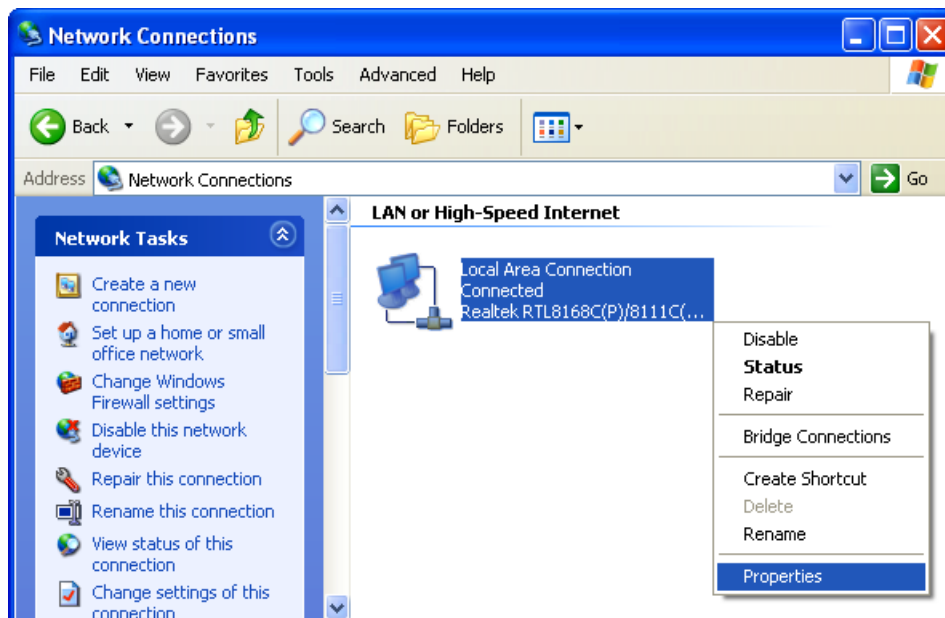 Network Connections
File Edit View Favorites Tools Advanced Help
Back Search Folders
Address Network Connections Go
Network Tasks
Create a new
connection
Set up a home or small
office network
Change Windows
Firewall settings
Disable this network
device
Repair this connection
Rename this connection
View status of this
connection
Change settings of this
connection
LAN or High-Speed Internet
Local Area Connection
Connected
Realtek RTL8168C(P)/8111C(...
Disable
Status
Repair
Bridge Connections
Create Shortcut
Delete
Rename
Properties